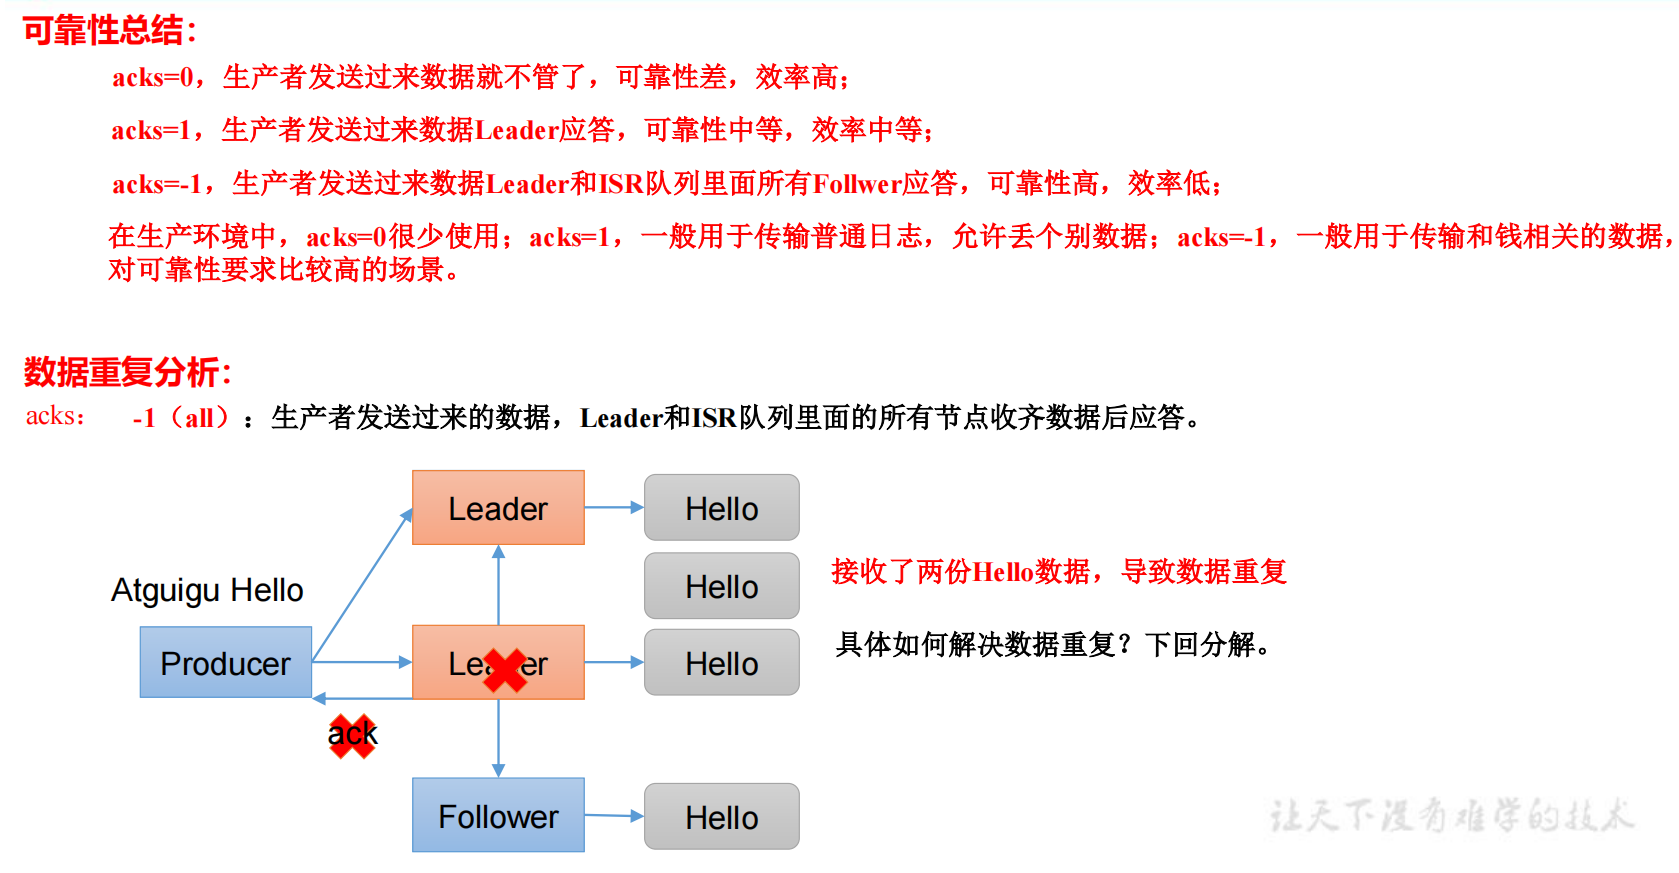 可靠性总结：
acks=0，生产者发送过来数据就不管了，可靠性差，效率高；
acks=1，生产者发送过来数据Leader应答，可靠性中等，效率中等；
acks=-1，生产者发送过来数据Leader和ISR队列里面所有Follwer应答，可靠性高，效率低；
在生产环境中，acks=0很少使用；acks=1，一般用于传输普通日志，允许丢个别数据；acks=-1，一般用于传输和钱相关的数据，
对可靠性要求比较高的场景。
数据重复分析：
acks： -1（all）：生产者发送过来的数据，Leader和ISR队列里面的所有节点收齐数据后应答。
Leader
Hello
Hello
接收了两份Hello数据，导致数据重复
Atguigu Hello
Producer
Leader
Hello
具体如何解决数据重复？下回分解。
ack
Follower
Hello
让天下没有难学的技术